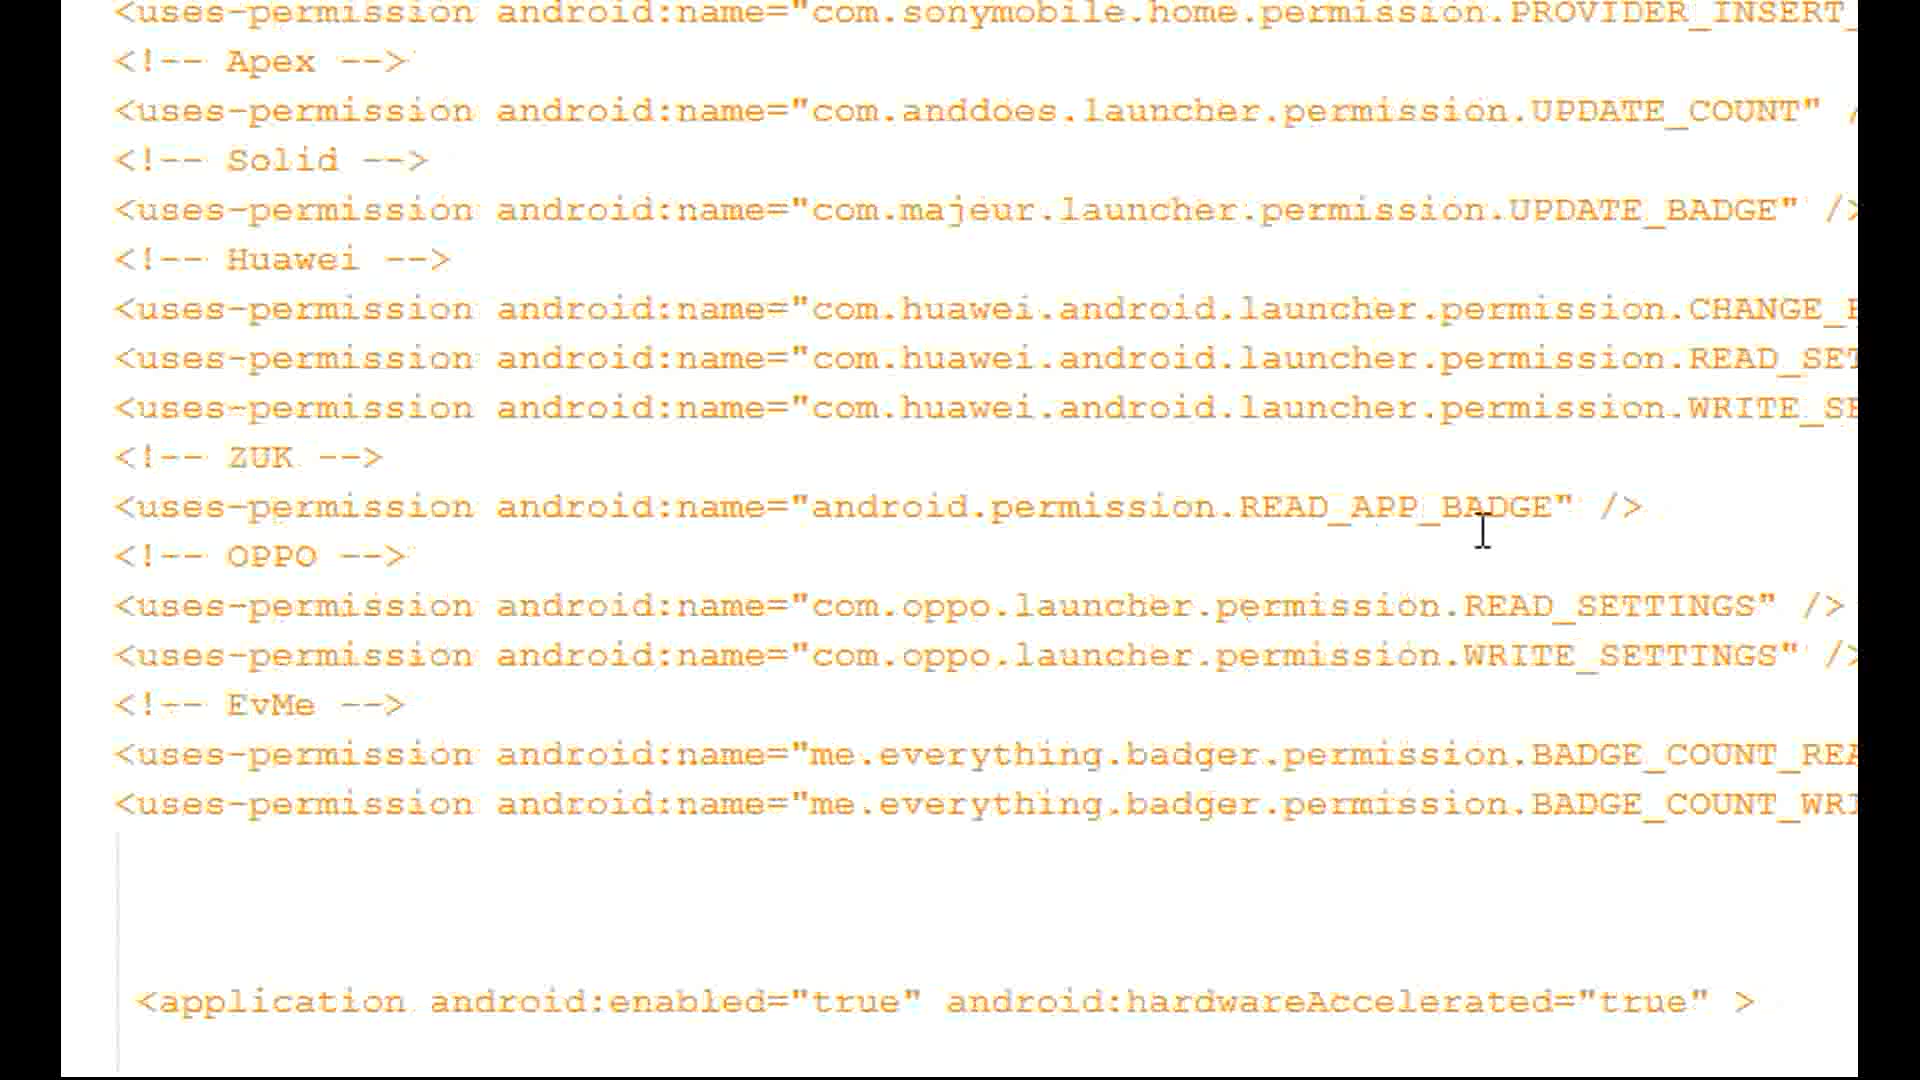 <uses-permission android:name="com.sonymobile.home.permission.PROVIDER_INSERT_
<!-- Apex -->
<uses-permission android:name="com.anddoes.launcher.permission.UPDATE_COUNT" /
<!-- Solid -->
<uses-permission android:name="com.majeur.launcher.permission.UPDATE_BADGE" />
<!-- Huawei -->
<uses-permission android:name="com.huawei.android.launcher.permission.CHANGE_
<uses-permission android:name="com.huawei.android.launcher.permission.READ_SET
<uses-permission android:name="com.huawei.android.launcher.permission.WRITE_SE
<!-- ZUK -->
<uses-permission android:name="android.permission.READ_APP_BADGE" />
<!-- OPPO -->
<uses-permission android:name="com.oppo.launcher.permission.READ_SETTINGS" />
<uses-permission android:name="com.oppo.launcher.permission.WRITE_SETTINGS" />
<!-- EvMe -->
<uses-permission android:name="me.everything.badger.permission.BADGE_COUNT_REA
<uses-permission android:name="me.everything.badger.permission.BADGE_COUNT_WRI
<application android:enabled="true" android:hardwareAccelerated="true" >